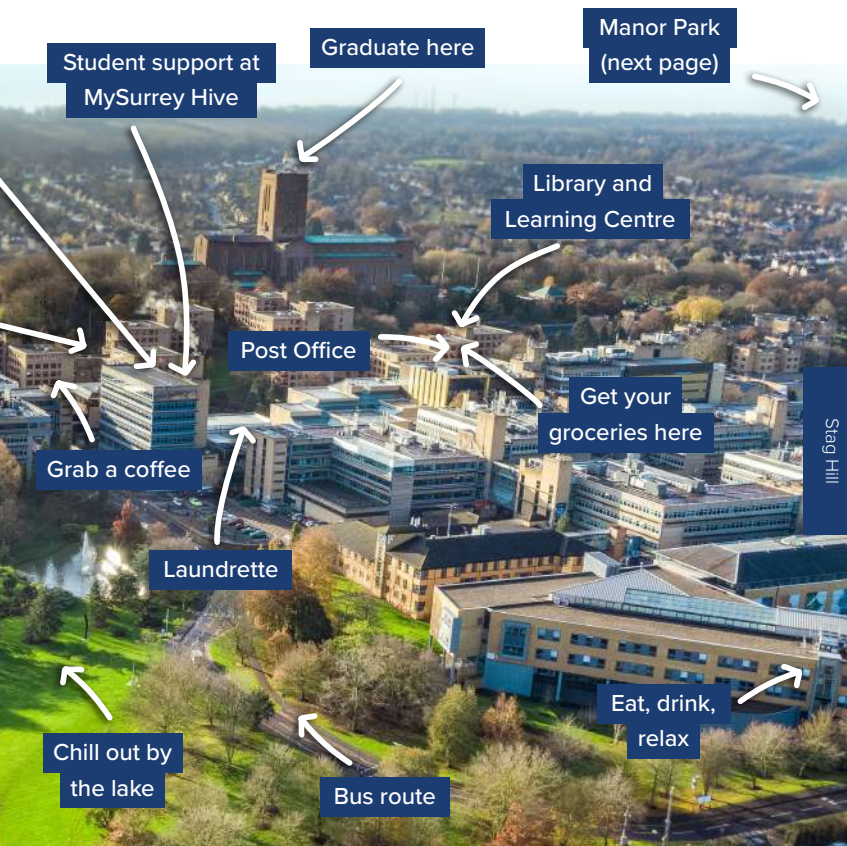 Manor Park
(next page)
Graduate here
Student support at
MySurrey Hive
Library and
Learning Centre
Post Office
Get your
groceries here
Stag Hill
Grab a coffee
Laundrette
Eat, drink,
relax
Chill out by
the lake
Bus route